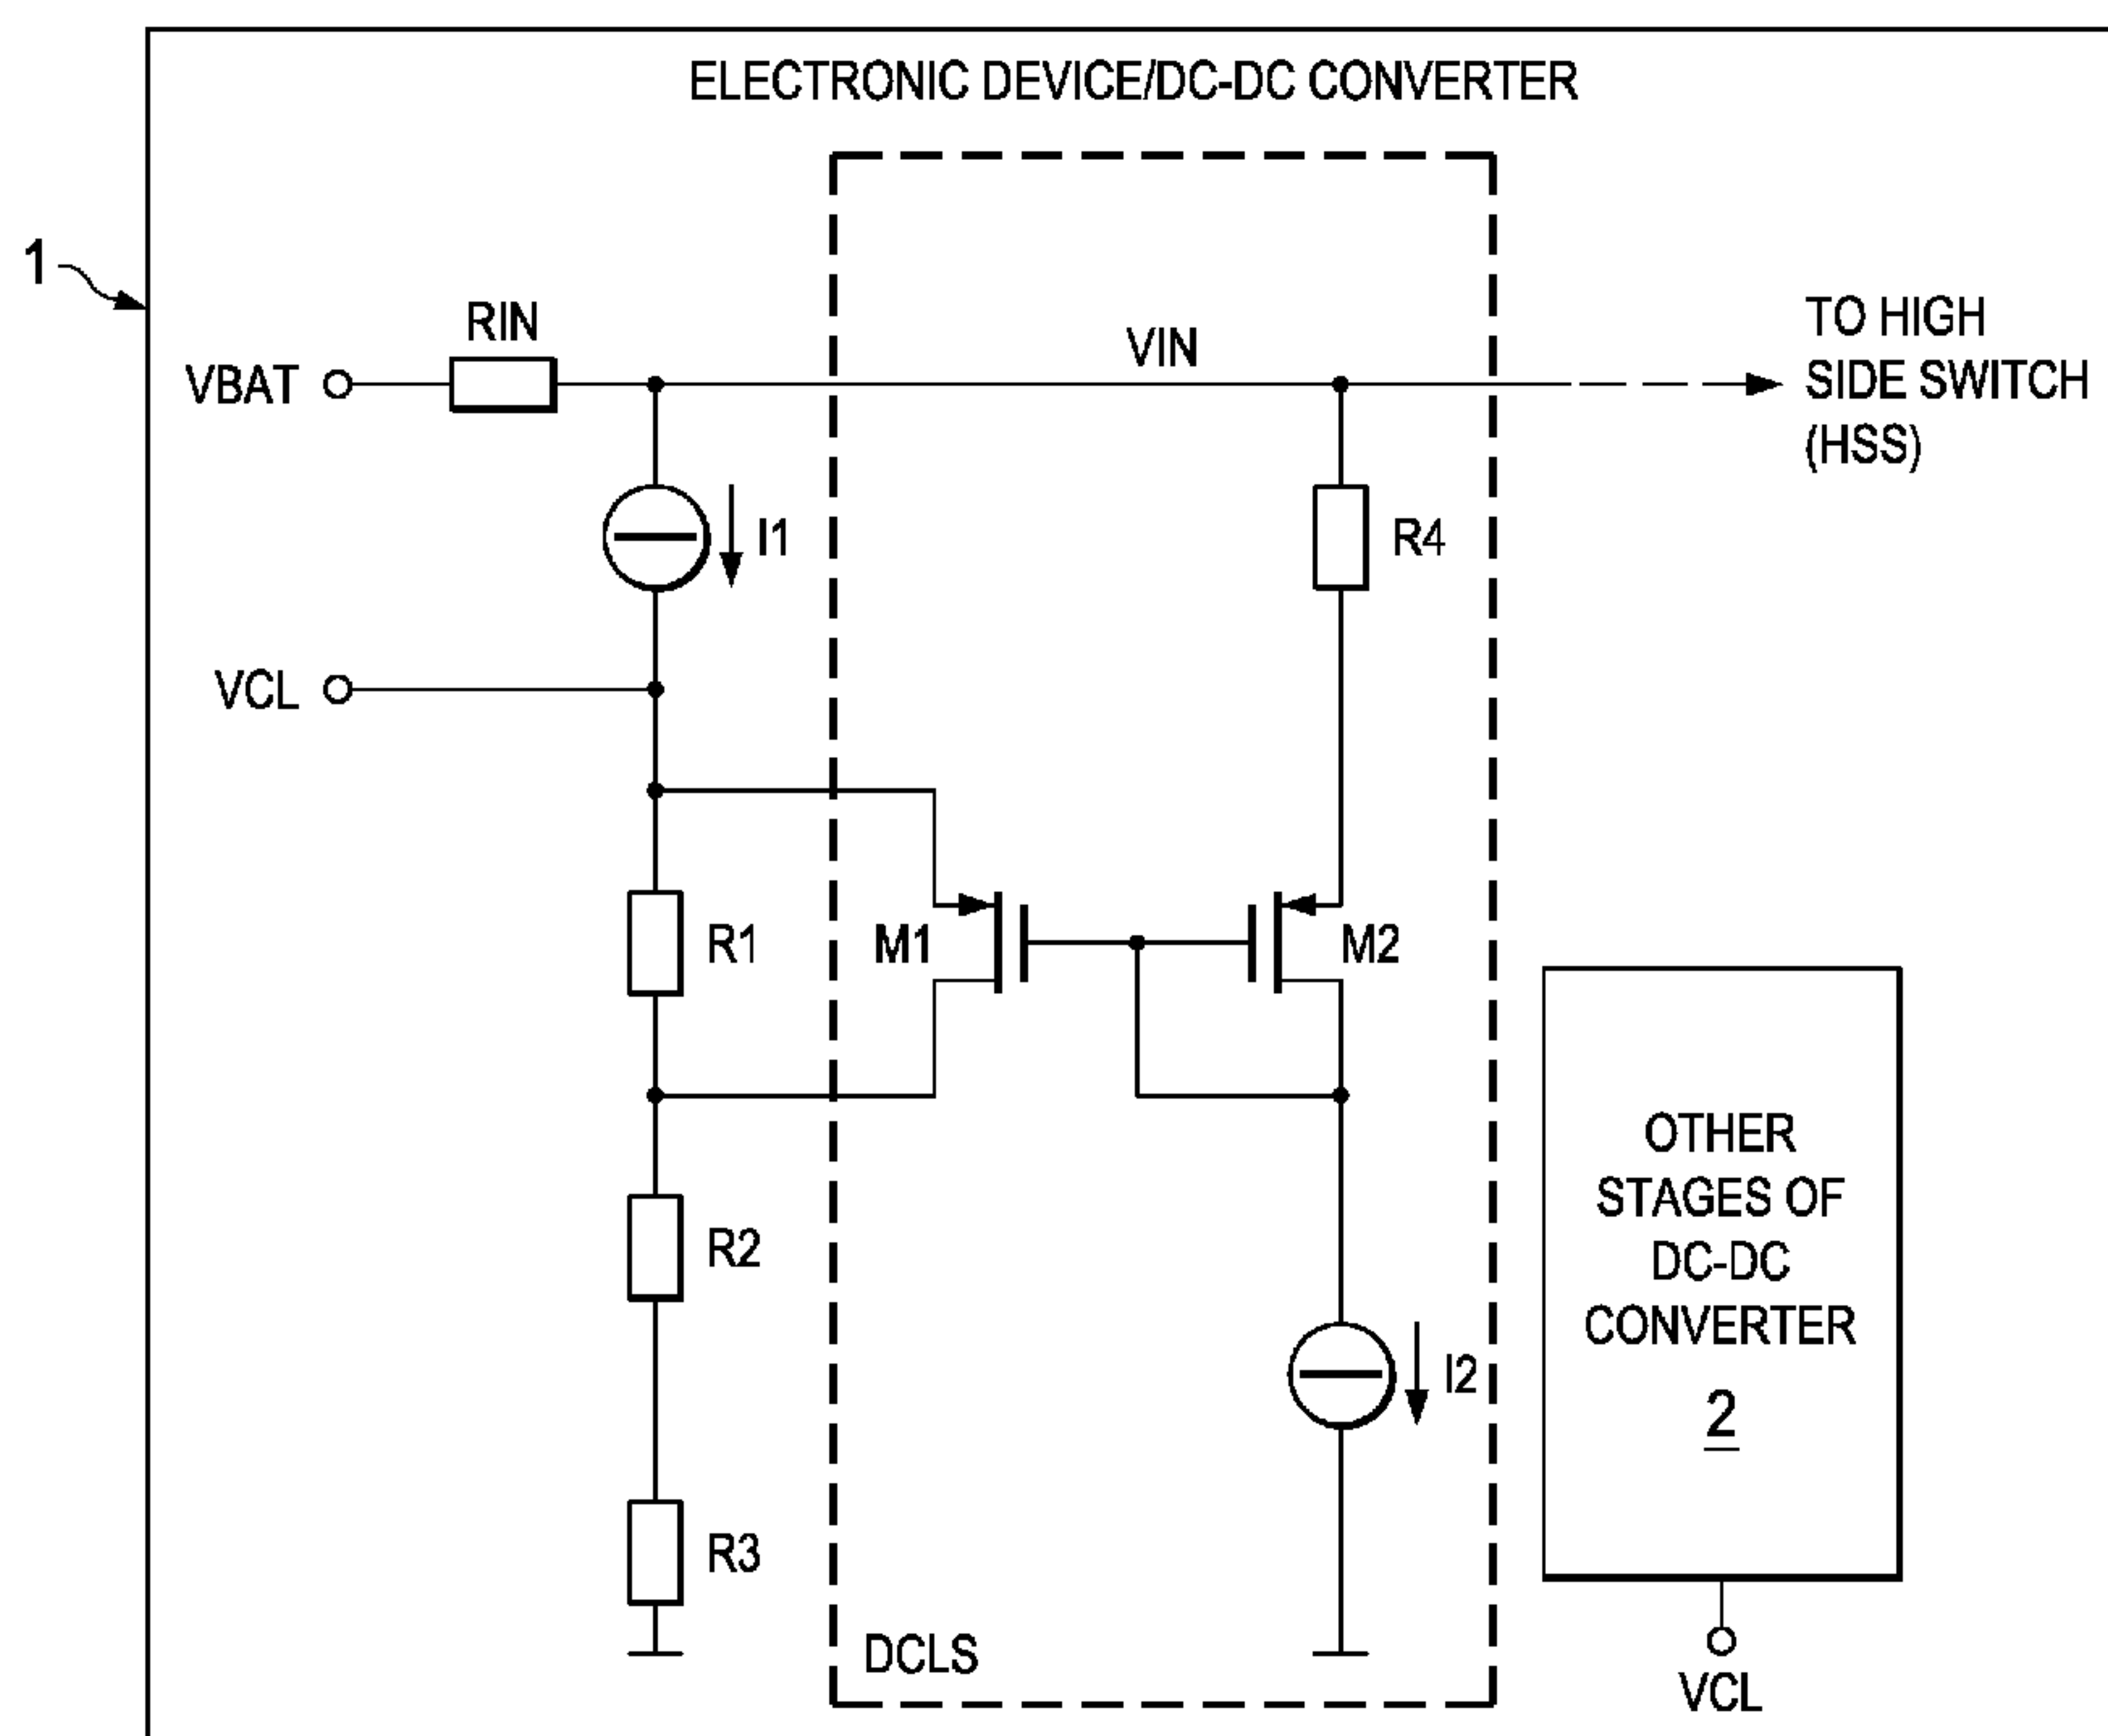 ELECTRONIC DEVICE/DC-DC CONVERTER
1
RIN
VIN
TO HIGH
SIDE SWITCH
(HSS)
VBAT
I1
R4
VCL
R1
M1
M2
OTHER
STAGES OF
DC-DC
CONVERTER
2
R2
I2
R3
DCLS
VCL